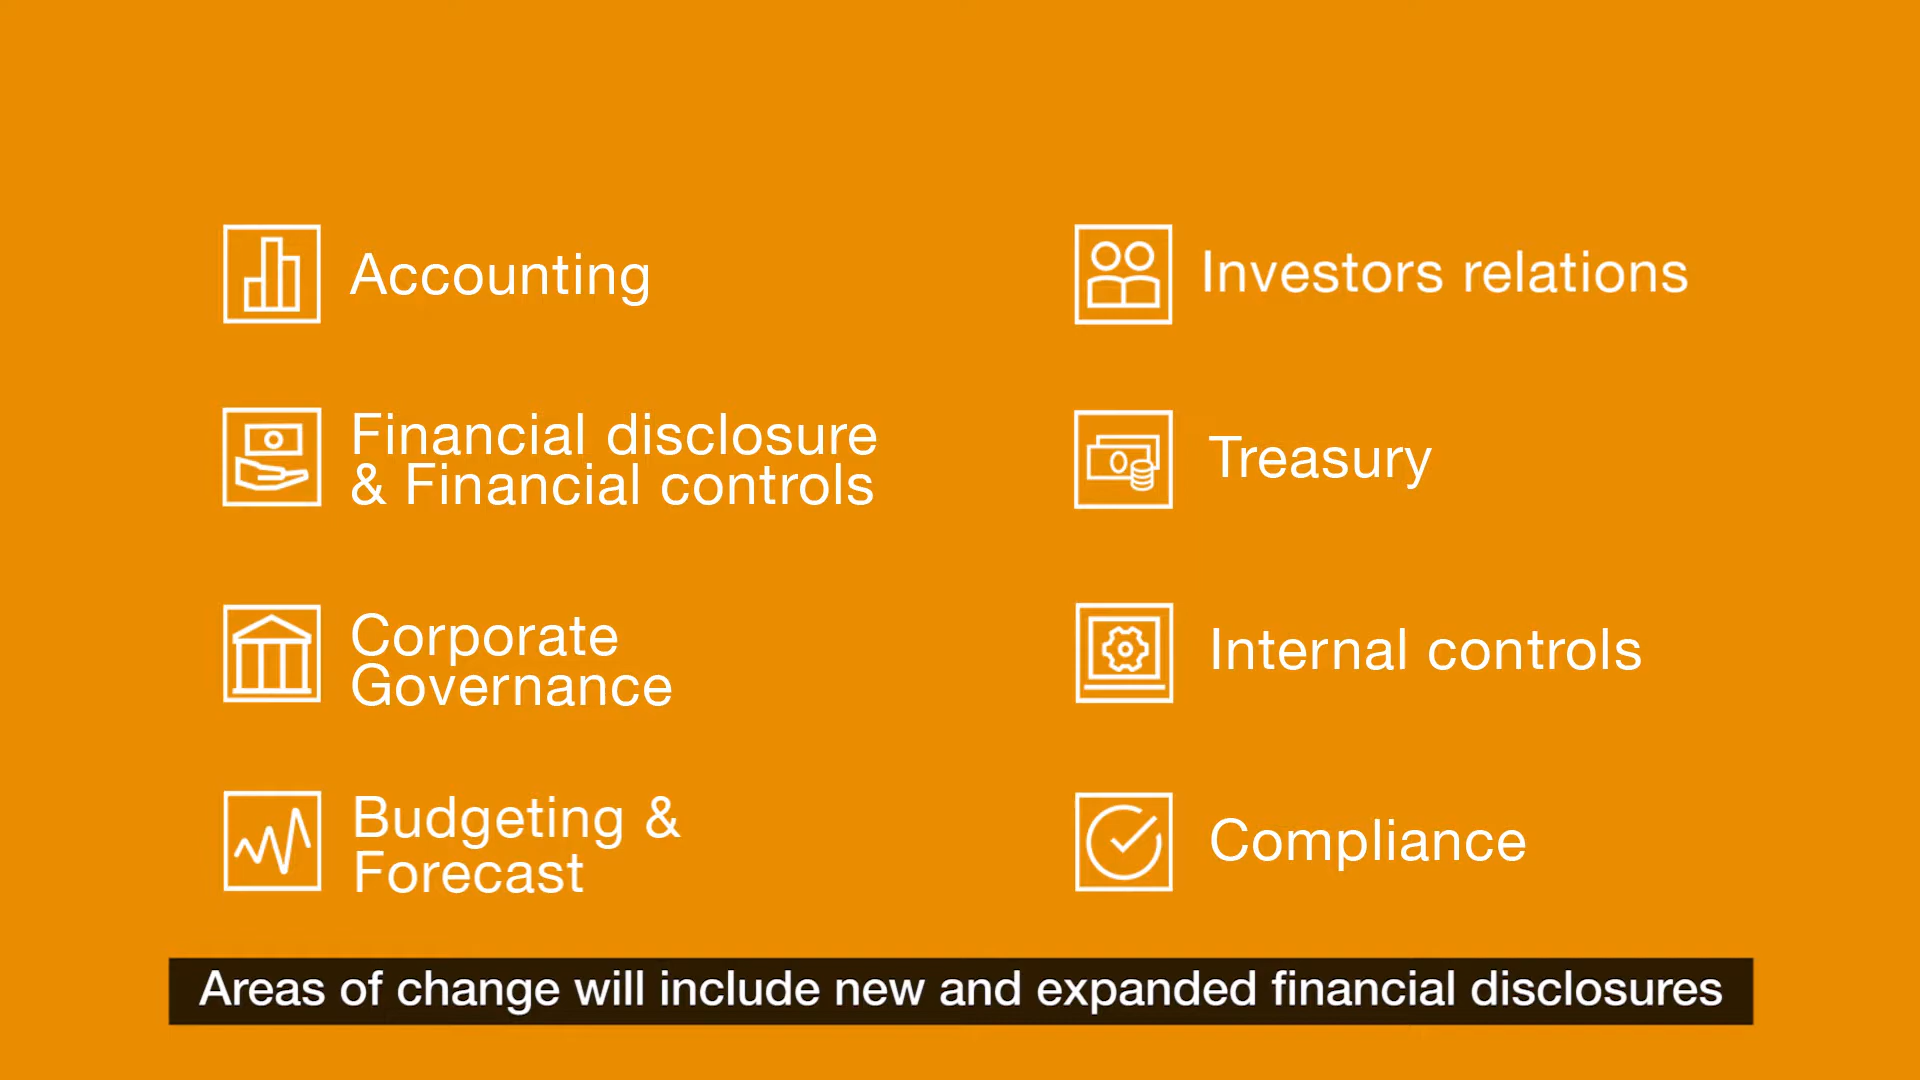 Accounting
Financial disclosure
& Financial controls
Corporate
Governance
Budgeting &
Forecast
Investors relations
Treasury
Internal controls
Compliance
Areas of change will include new and expanded financial disclosures